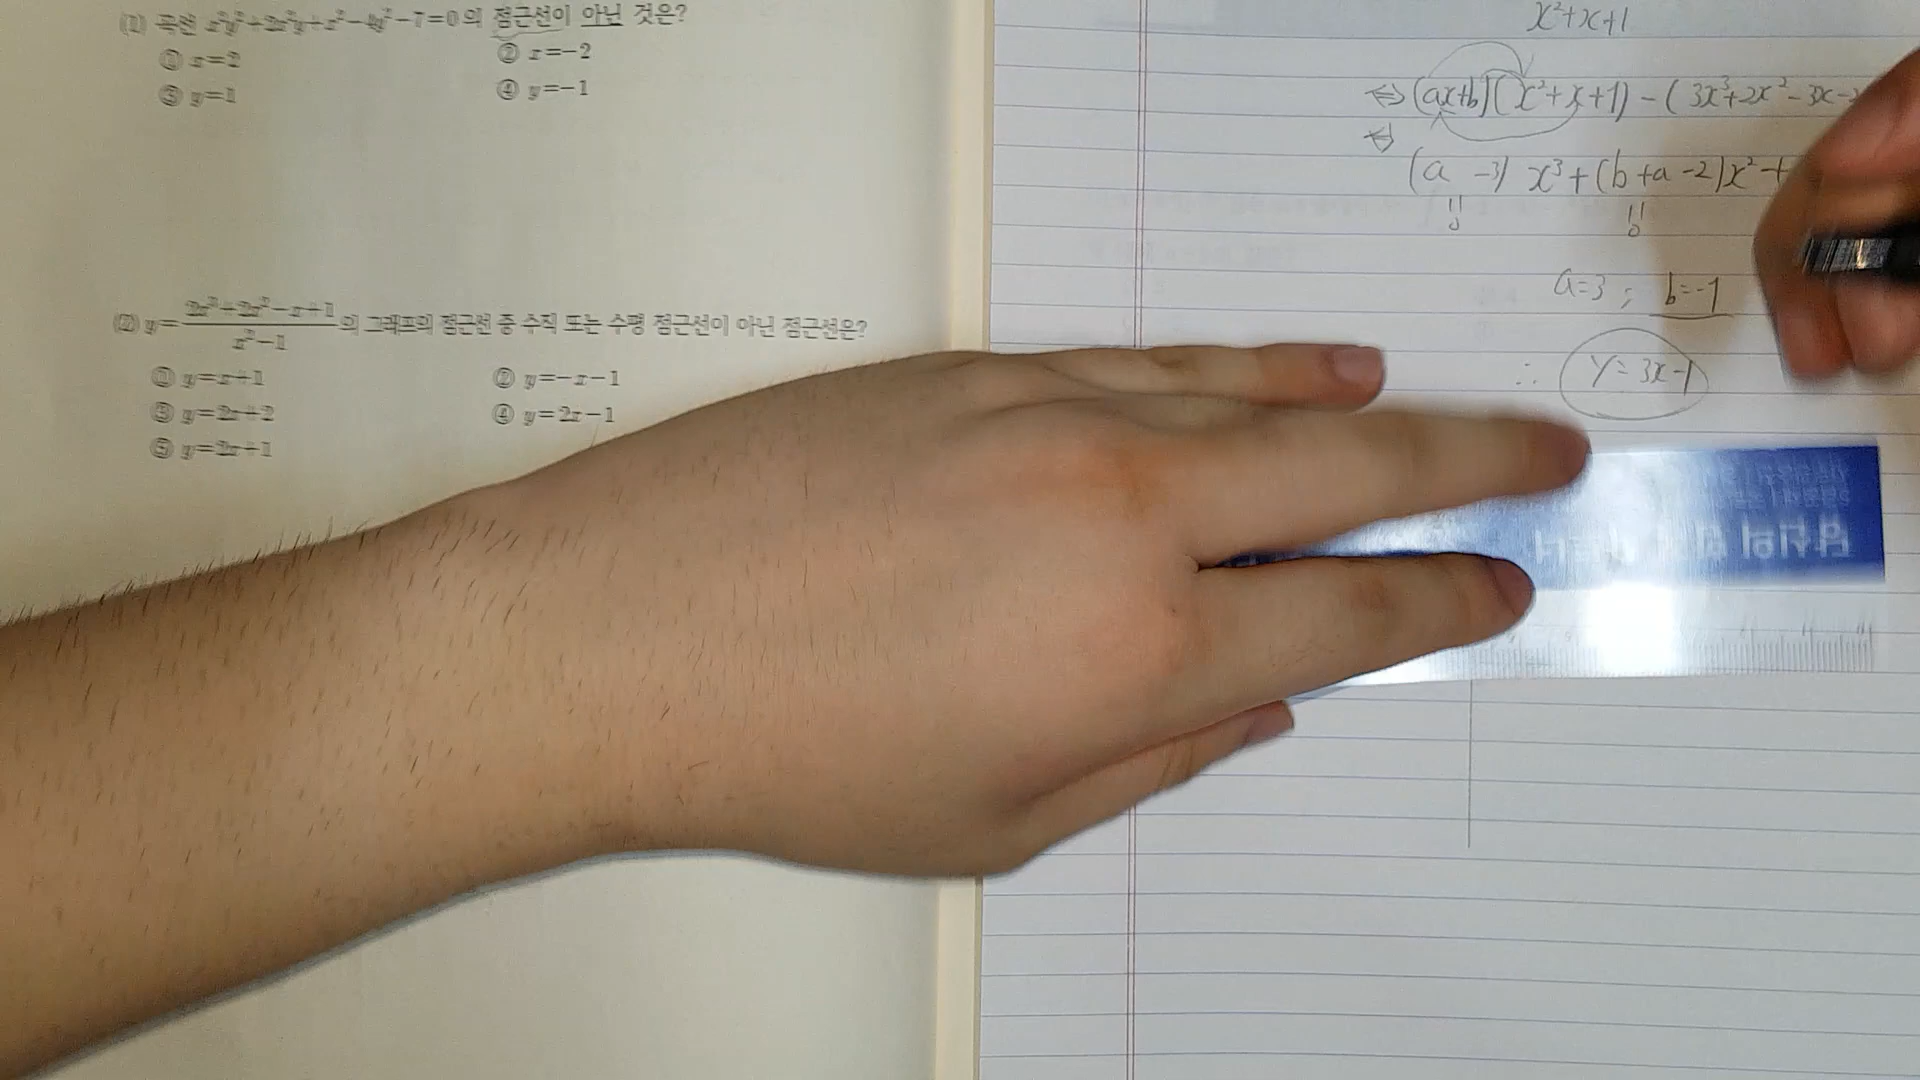 (1) 곡선 x²y²+2x²y+x²-4y²-7=0의 점근선이 아닌 것은?
① x=2
② x=-2
③ y=1
④ y=-1
(2) y=(2x³+2x²-x+1)/(x²-1)의 그래프의 점근선 중 수직 또는 수평 점근선이 아닌 점근선은?
① y=x+1
② y=-x-1
③ y=2x+2
④ y=2x-1
⑤ y=2x+1
x²+x+1
⇔ (ax+b)(x²+x+1) - (3x³+2x²-3x-
⇔
(a -3) x³+(b+a-2)x²+
=0 =0
a=3 ; b=-1
∴ y=3x-1